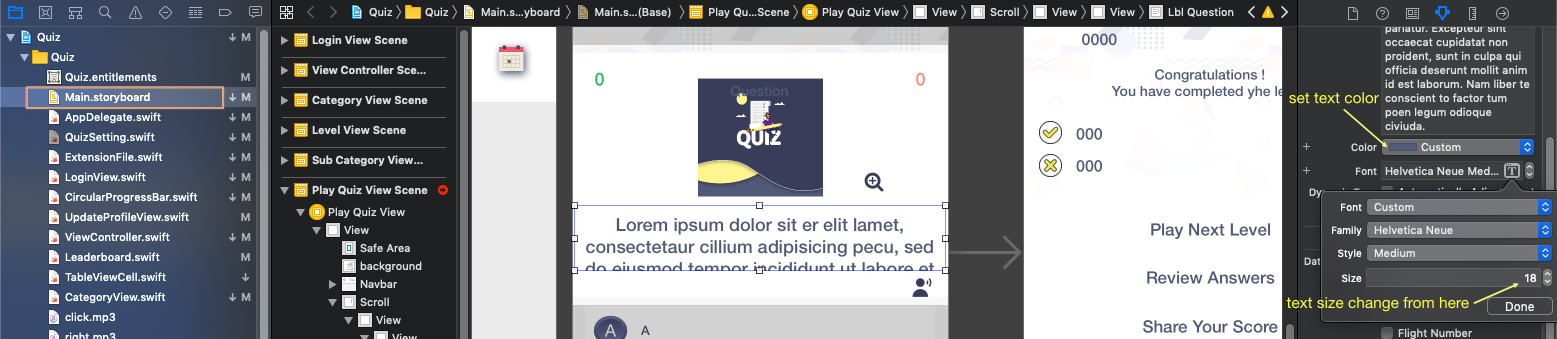 Quiz
Quiz
Main.s...yboard
Main.s...(Base)
Play Qu...Scene
Play Quiz View
View
Scroll
View
View
Lbl Question
Quiz
M
Quiz
Quiz.entitlements
M
Main.storyboard
M
AppDelegate.swift
M
QuizSetting.swift
M
ExtensionFile.swift
M
LoginView.swift
M
CircularProgressBar.swift
M
UpdateProfileView.swift
M
ViewController.swift
M
Leaderboard.swift
M
TableViewCell.swift
CategoryView.swift
M
click.mp3
right.mp3
Login View Scene
View Controller Sce...
Category View Scene
Level View Scene
Sub Category View...
Play Quiz View Scene
Play Quiz View
View
Safe Area
background
Navbar
Scroll
View
View
0
0
Question
QUIZ
Lorem ipsum dolor sit er elit lamet,
consectetaur cillium adipisicing pecu, sed
do eiusmod tempor incididunt ut labore et
A
A
0000
Congratulations !
You have completed yhe le
000
000
Play Next Level
Review Answers
Share Your Score
pariatur. Excepteur sint
occaecat cupidatat non
proident, sunt in culpa qui
officia deserunt mollit anim
id est laborum. Nam liber te
conscient to factor tum
poen legum odioque
civiuda.
set text color
Color
Custom
Font
Helvetica Neue Med...
T
Font
Custom
Family
Helvetica Neue
Style
Medium
Size
18
text size change from here
Done
Flight Number